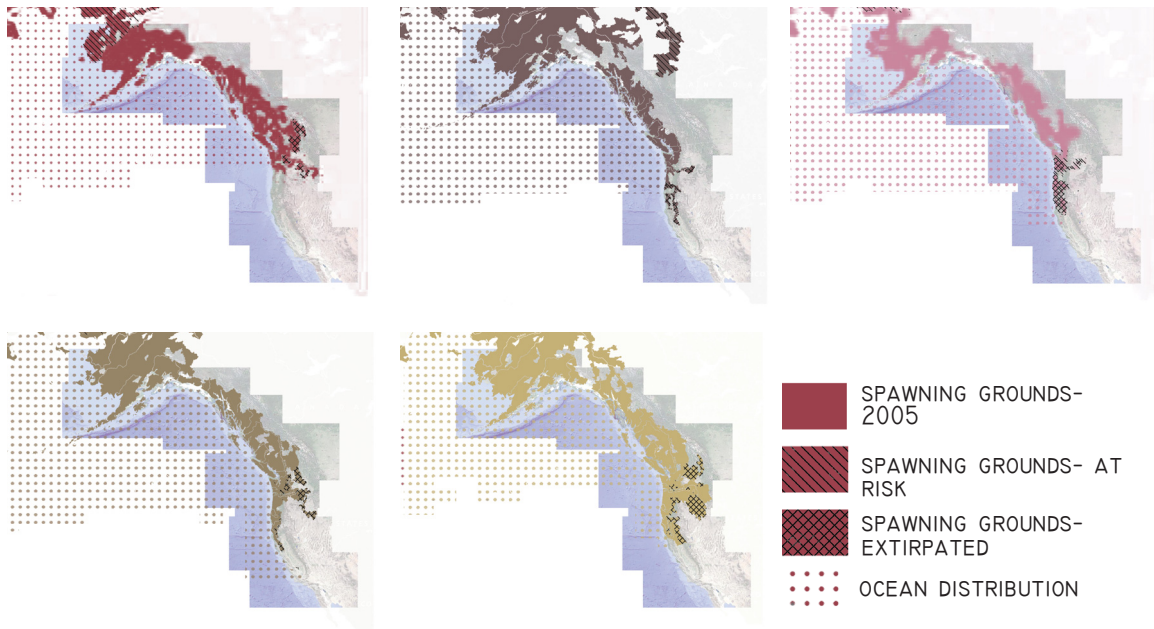 SPAWNING GROUNDS-
2005
SPAWNING GROUNDS- AT
RISK
SPAWNING GROUNDS-
EXTIRPATED
OCEAN DISTRIBUTION